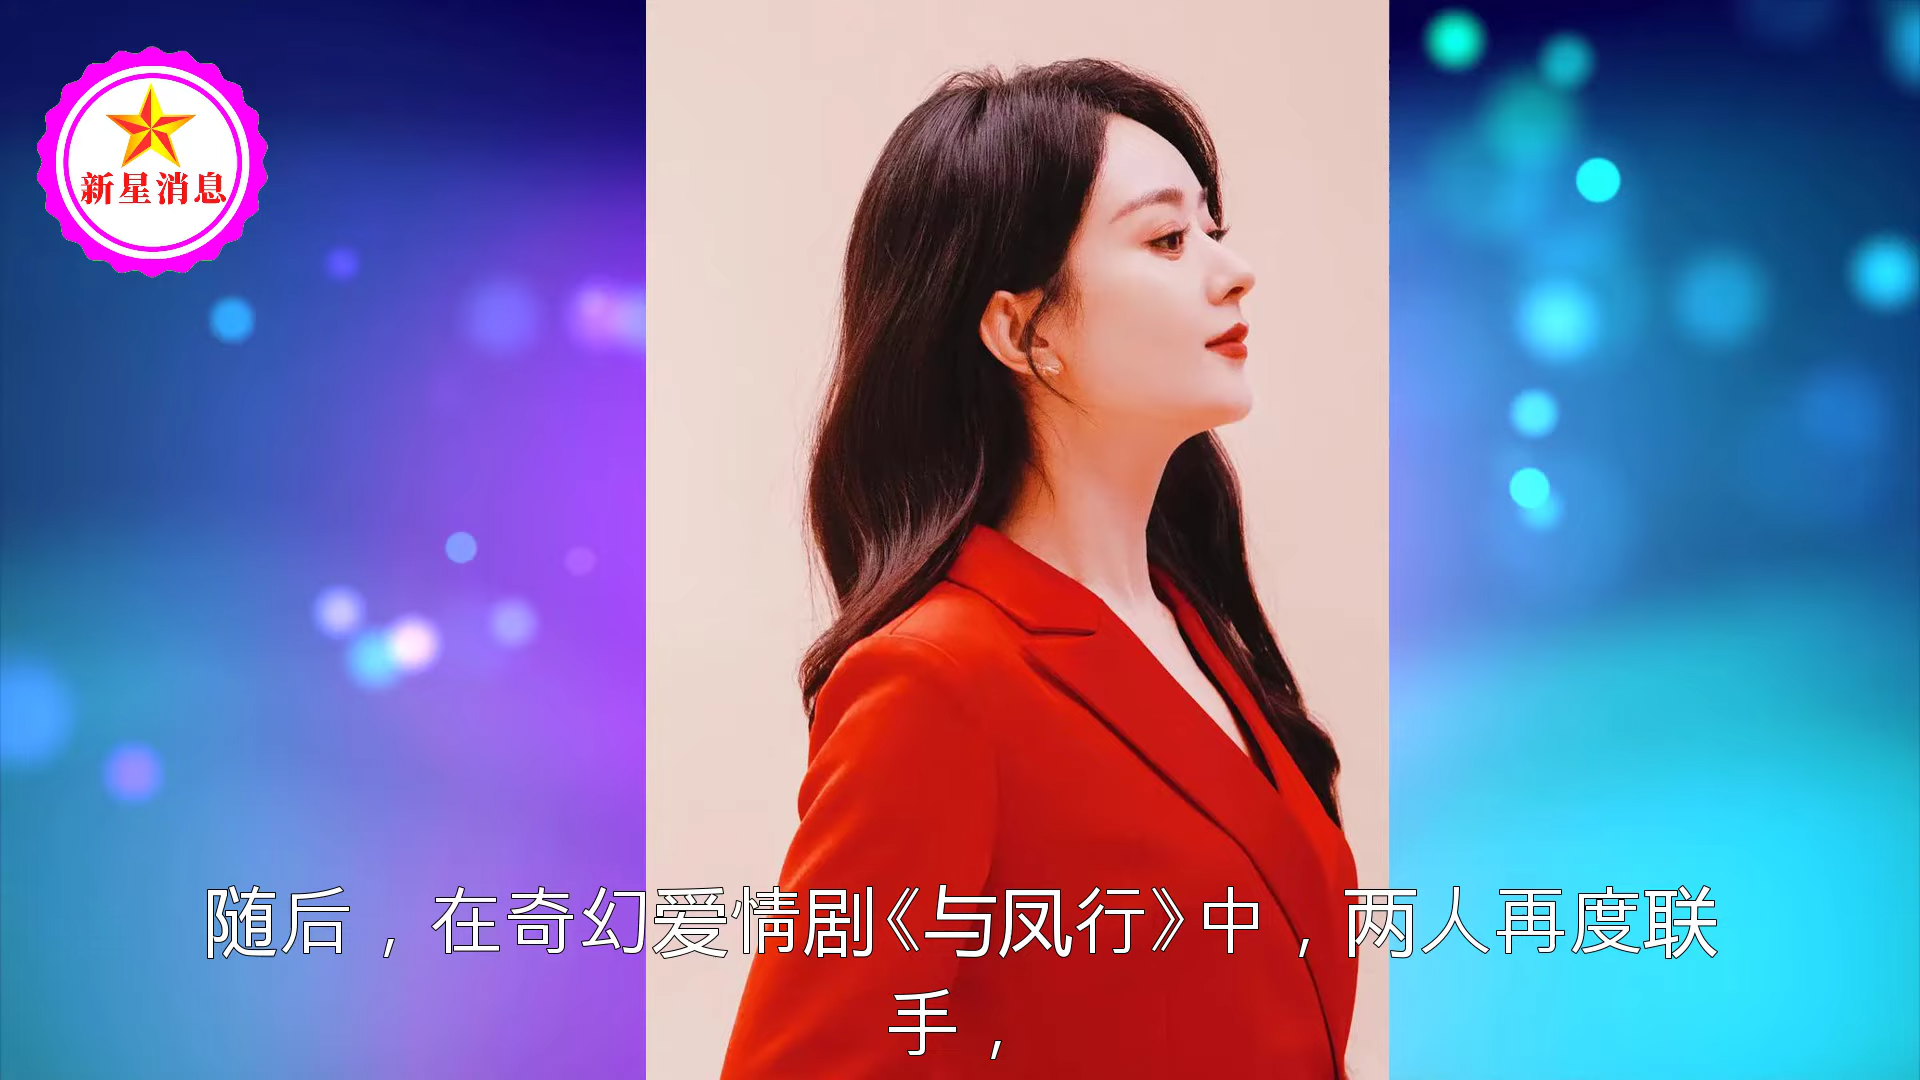 新星消息
随后，在奇幻爱情剧《与凤行》中，两人再度联
手，